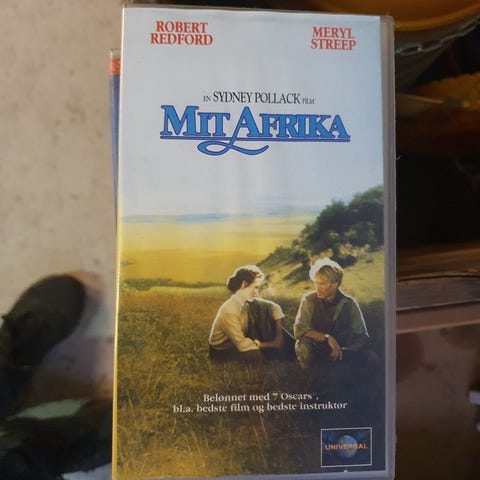 ROBERT
REDFORD
MERYL
STREEP
EN SYDNEY POLLACK FILM
MIT AFRIKA
Belønnet med 7 Oscars,
bl.a. bedste film og bedste instruktør
UNIVERSAL